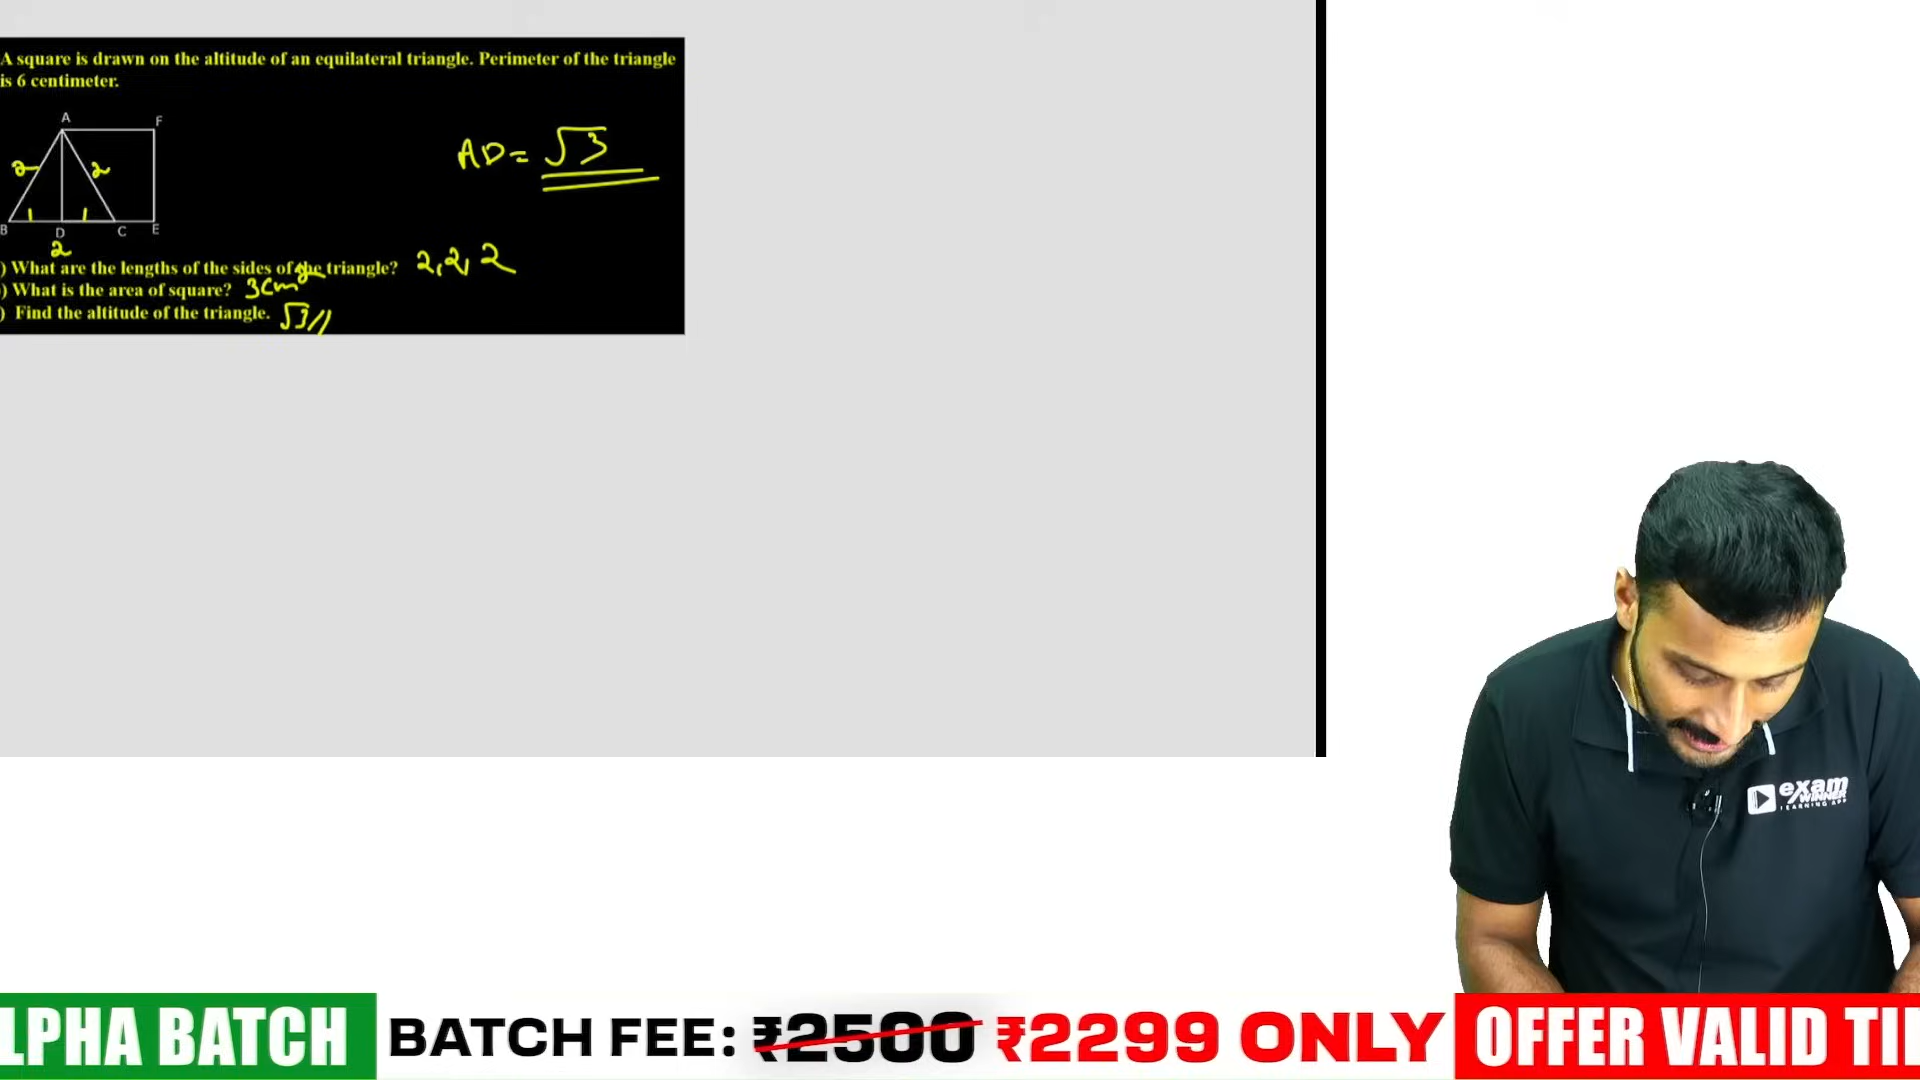 A square is drawn on the altitude of an equilateral triangle. Perimeter of the triangle
is 6 centimeter.
A F
AD = √3
2 2
1 1
B D C E
2
) What are the lengths of the sides of the triangle? 2, 2, 2
) What is the area of square? 3cm²
) Find the altitude of the triangle. √3//
exam
WINNER
LEARNING APP
LPHA BATCH BATCH FEE: ₹2500 ₹2299 ONLY OFFER VALID TI